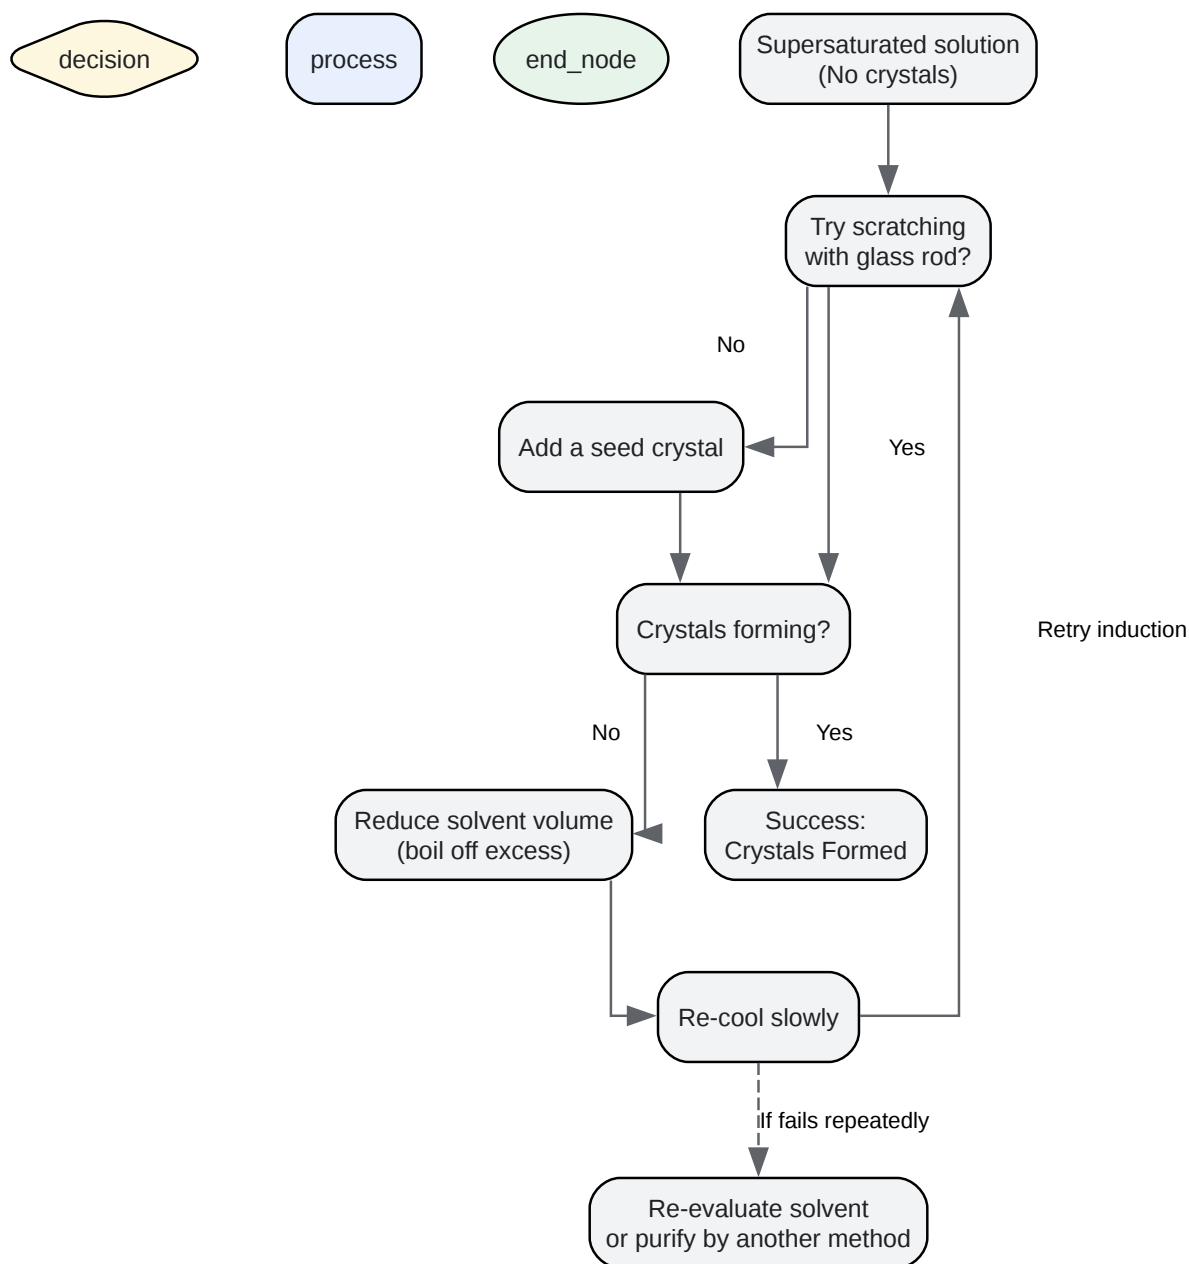 decision
process
end_node
Supersaturated solution
(No crystals)
Try scratching
with glass rod?
No
Add a seed crystal
Yes
Crystals forming?
Retry induction
No
Yes
Reduce solvent volume
(boil off excess)
Success:
Crystals Formed
Re-cool slowly
If fails repeatedly
Re-evaluate solvent
or purify by another method